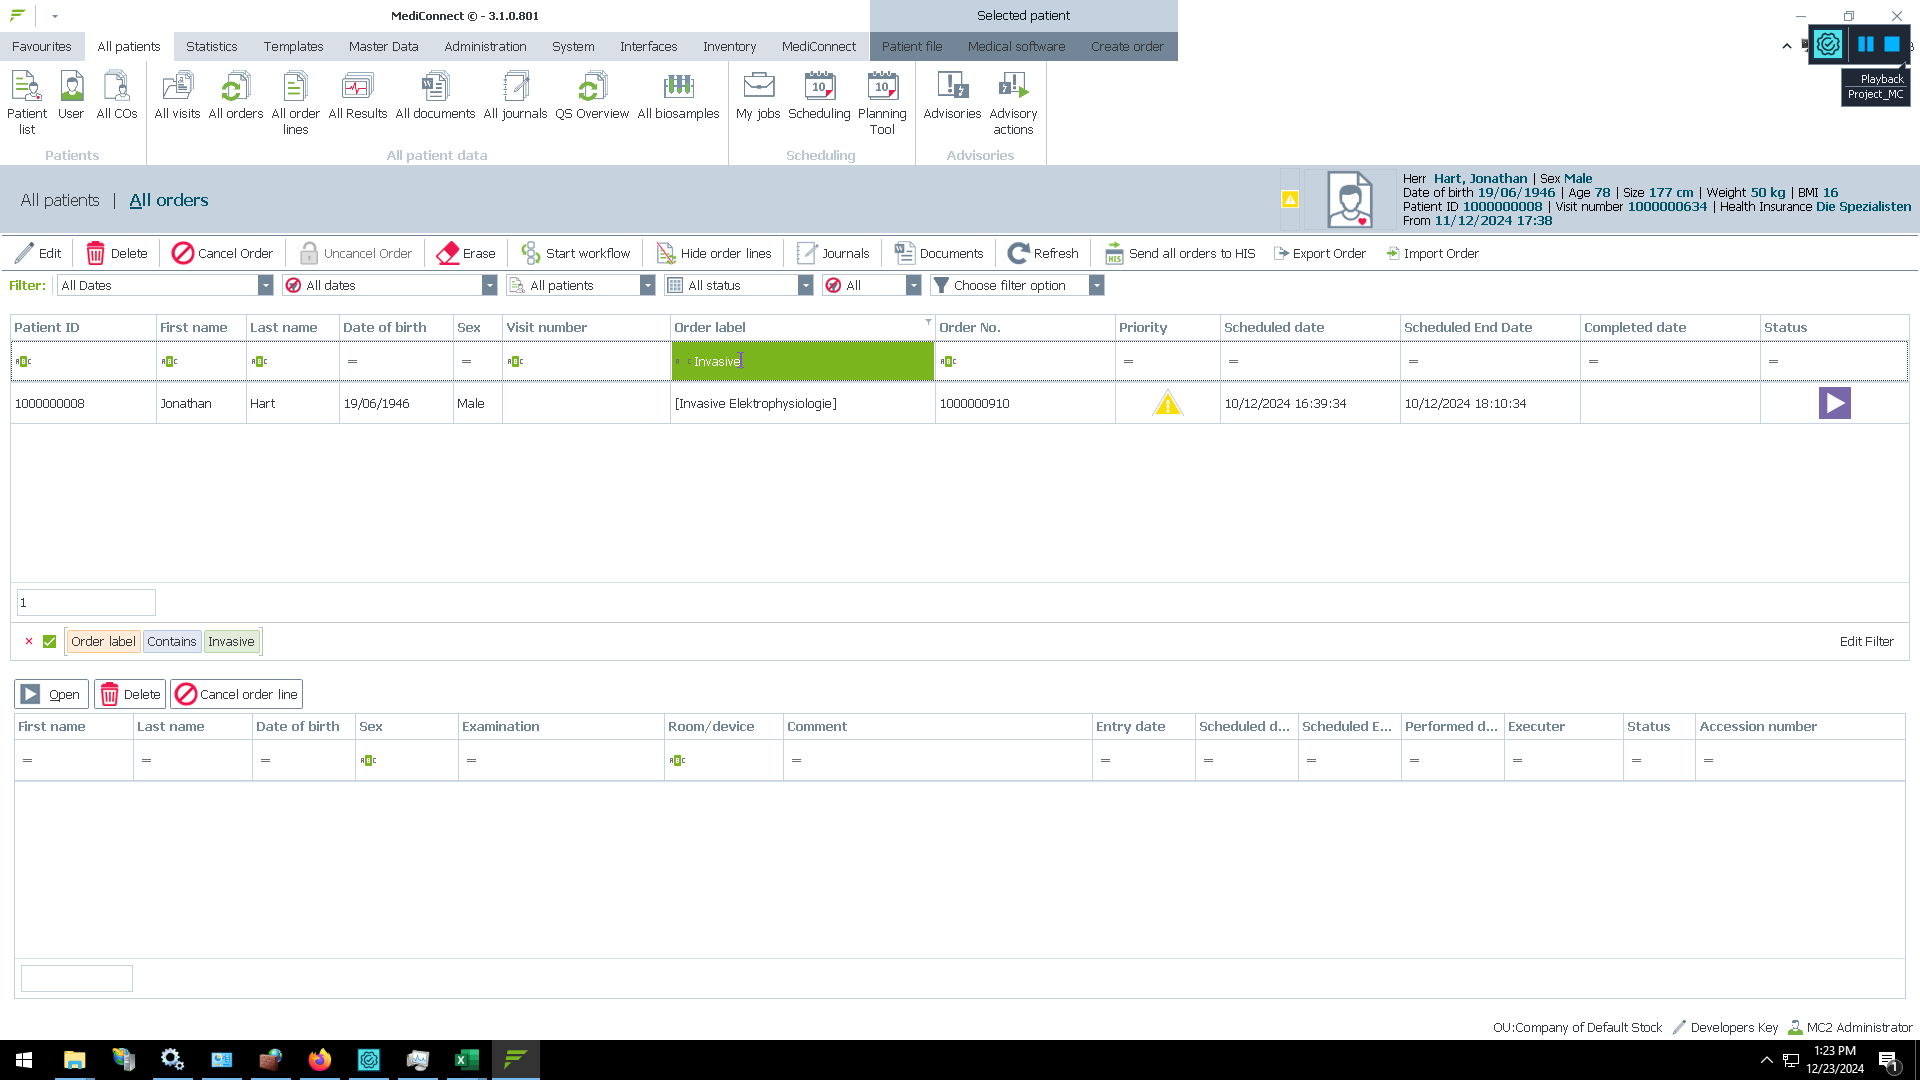 MediConnect © - 3.1.0.801
Selected patient
Favourites
All patients
Statistics
Templates
Master Data
Administration
System
Interfaces
Inventory
MediConnect
Patient file
Medical software
Create order
Playback
Project_MC
Patient list
User
All COs
All visits
All orders
All order lines
All Results
All documents
All journals
QS Overview
All biosamples
My jobs
Scheduling
Planning Tool
Advisories
Advisory actions
Patients
All patient data
Scheduling
Advisories
All patients | All orders
Herr Hart, Jonathan | Sex Male
Date of birth 19/06/1946 | Age 78 | Size 177 cm | Weight 50 kg | BMI 16
Patient ID 1000000008 | Visit number 1000000634 | Health Insurance Die Spezialisten
From 11/12/2024 17:38
Edit
Delete
Cancel Order
Uncancel Order
Erase
Start workflow
Hide order lines
Journals
Documents
Refresh
Send all orders to HIS
Export Order
Import Order
Filter:
All Dates
All dates
All patients
All status
All
Choose filter option
Patient ID
First name
Last name
Date of birth
Sex
Visit number
Order label
Order No.
Priority
Scheduled date
Scheduled End Date
Completed date
Status
Invasive
1000000008
Jonathan
Hart
19/06/1946
Male
[Invasive Elektrophysiologie]
1000000910
10/12/2024 16:39:34
10/12/2024 18:10:34
1
Order label
Contains
Invasive
Edit Filter
Open
Delete
Cancel order line
First name
Last name
Date of birth
Sex
Examination
Room/device
Comment
Entry date
Scheduled d...
Scheduled E...
Performed d...
Executer
Status
Accession number
OU:Company of Default Stock
Developers Key
MC2 Administrator
1:23 PM
12/23/2024
1